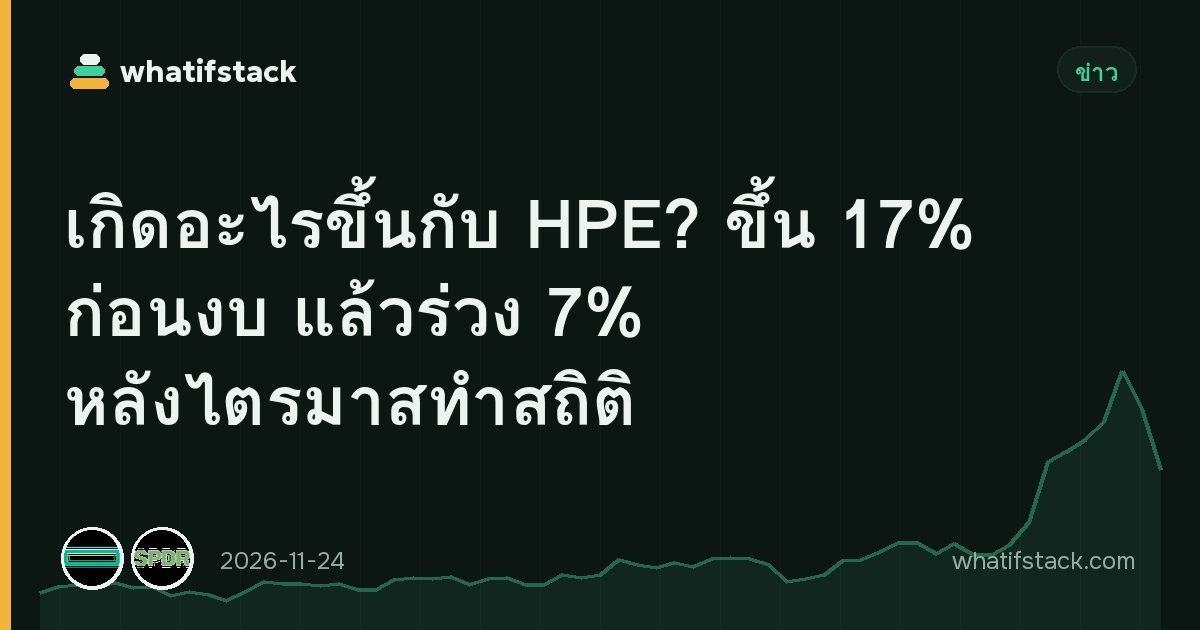 whatifstack
ข่าว
เกิดอะไรขึ้นกับ HPE? ขึ้น 17%
ก่อนงบ แล้วร่วง 7%
หลังไตรมาสทำสถิติ
SPDR
2026-11-24
whatifstack.com